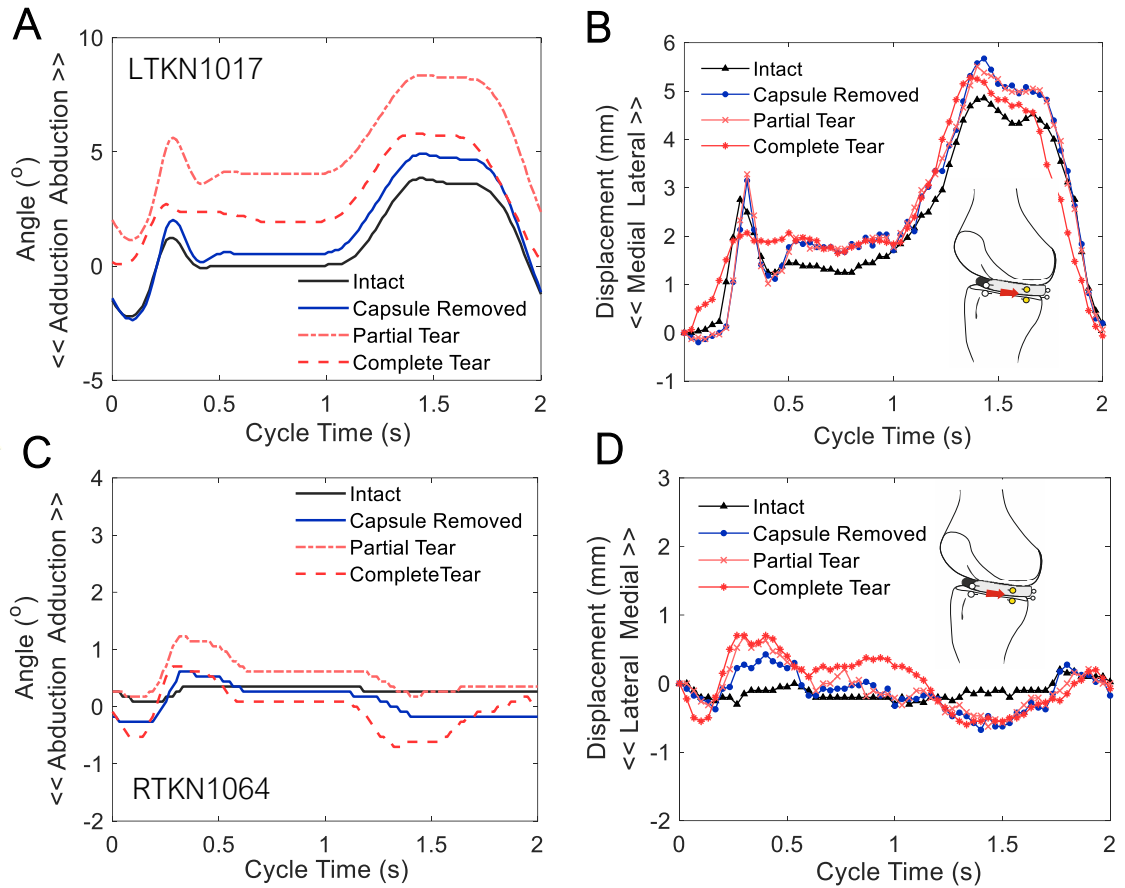 A
LTKN1017
10
5
0
-5
Angle (°)
<< Adduction Abduction >>
Intact
Capsule Removed
Partial Tear
Complete Tear
0
0.5
1
1.5
2
Cycle Time (s)
B
6
5
4
3
2
1
0
-1
Displacement (mm)
<< Medial Lateral >>
Intact
Capsule Removed
Partial Tear
Complete Tear
0.5
1
1.5
2
Cycle Time (s)
C
4
3
2
1
0
-1
-2
Angle (°)
<< Abduction Adduction >>
Intact
Capsule Removed
Partial Tear
CompleteTear
RTKN1064
0
0.5
1
1.5
2
Cycle Time (s)
D
3
2
1
0
-1
-2
Displacement (mm)
<< Lateral Medial >>
Intact
Capsule Removed
Partial Tear
Complete Tear
0
0.5
1
1.5
2
Cycle Time (s)